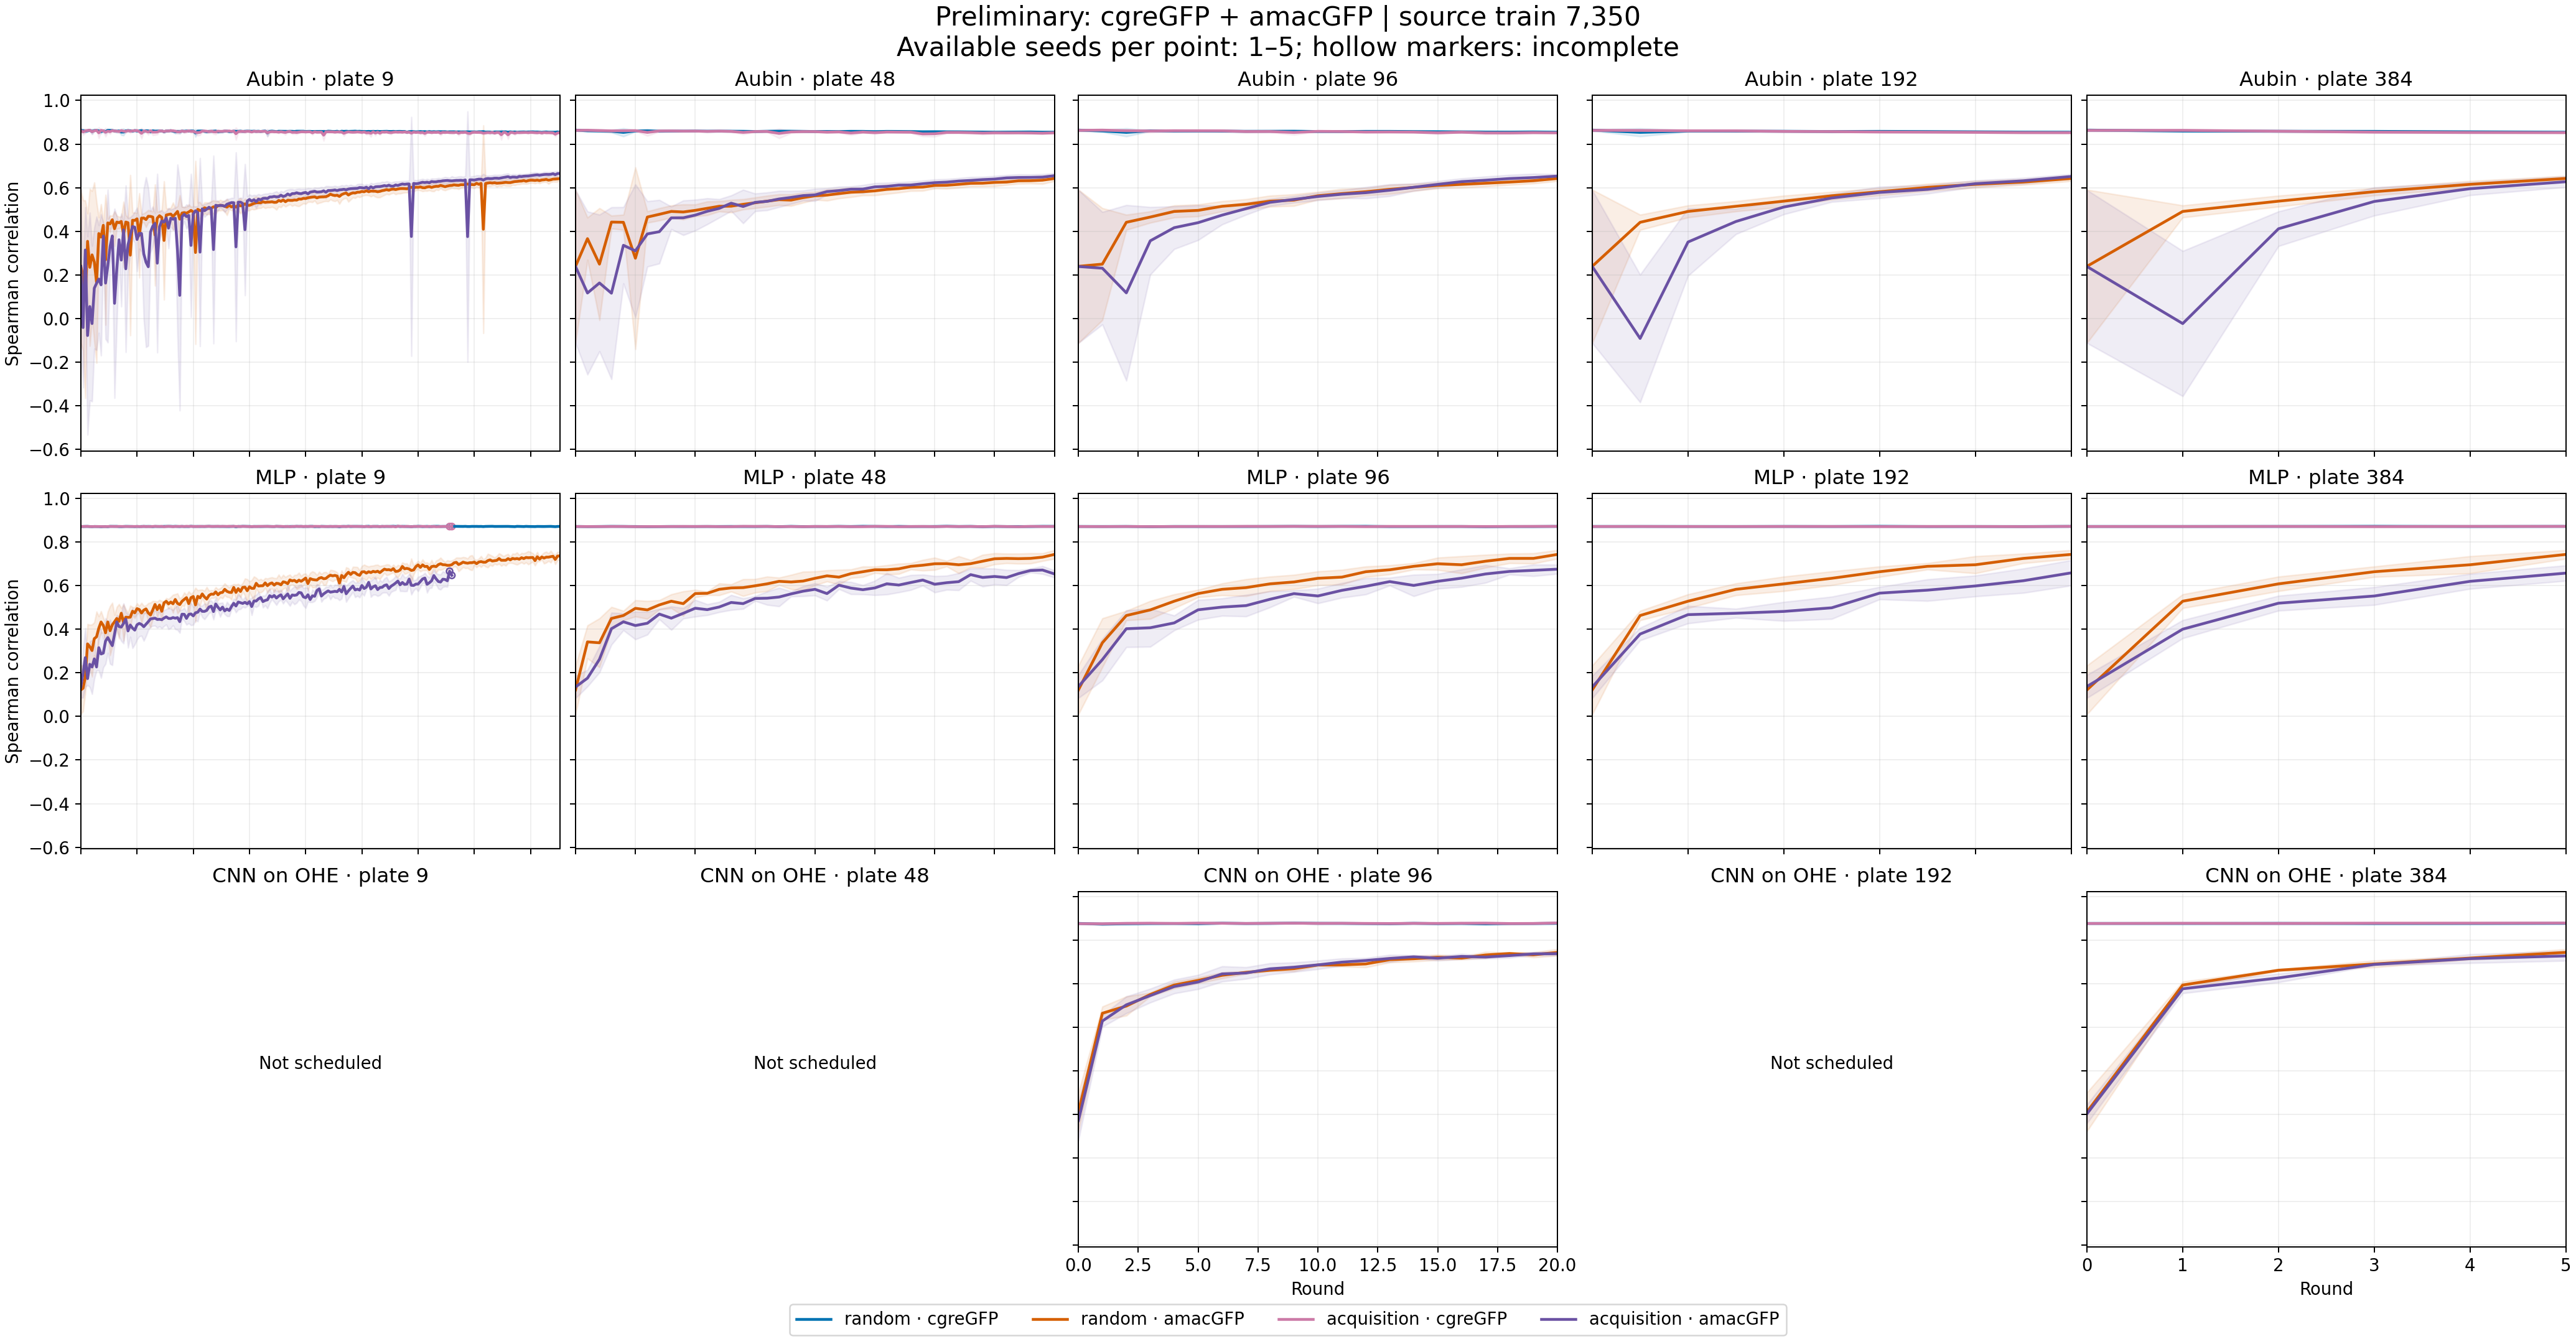 Preliminary: cgreGFP + amacGFP | source train 7,350
Available seeds per point: 1–5; hollow markers: incomplete
Aubin · plate 9
Aubin · plate 48
Aubin · plate 96
Aubin · plate 192
Aubin · plate 384
Spearman correlation
1.0
0.8
0.6
0.4
0.2
0.0
−0.2
−0.4
−0.6
MLP · plate 9
MLP · plate 48
MLP · plate 96
MLP · plate 192
MLP · plate 384
Spearman correlation
1.0
0.8
0.6
0.4
0.2
0.0
−0.2
−0.4
−0.6
CNN on OHE · plate 9
CNN on OHE · plate 48
CNN on OHE · plate 96
CNN on OHE · plate 192
CNN on OHE · plate 384
Not scheduled
Not scheduled
Not scheduled
0.0 2.5 5.0 7.5 10.0 12.5 15.0 17.5 20.0
Round
0 1 2 3 4 5
Round
random · cgreGFP
random · amacGFP
acquisition · cgreGFP
acquisition · amacGFP